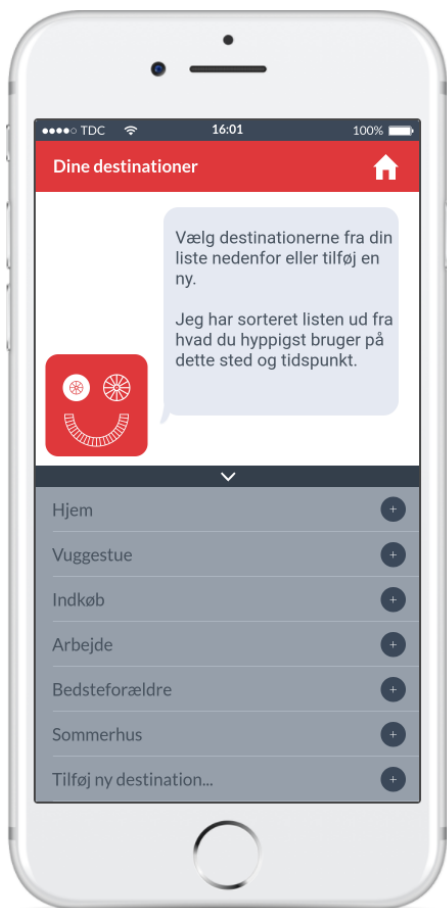 TDC 16:01 100%
Dine destinationer
Vælg destinationerne fra din
liste nedenfor eller tilføj en
ny.
Jeg har sorteret listen ud fra
hvad du hyppigst bruger på
dette sted og tidspunkt.
Hjem +
Vuggestue +
Indkøb +
Arbejde +
Bedsteforældre +
Sommerhus +
Tilføj ny destination... +